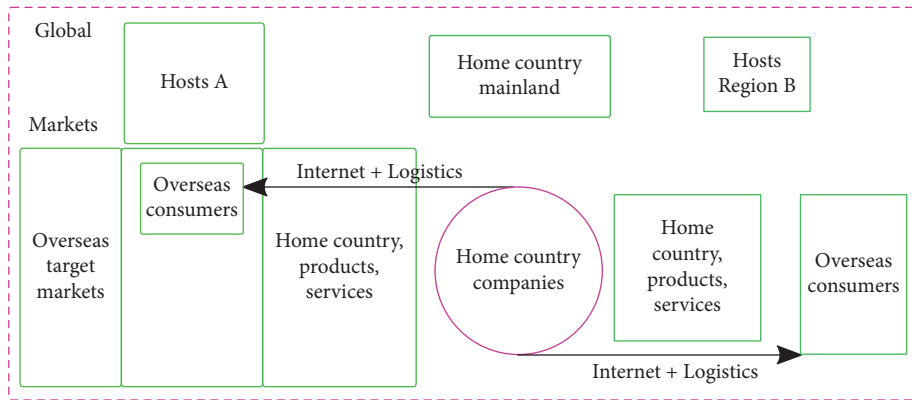 Global
Hosts A
Home country
mainland
Hosts
Region B
Markets
Overseas
consumers
Internet + Logistics
Overseas
target
markets
Home country,
products,
services
Home country
companies
Home
country,
products,
services
Overseas
consumers
Internet + Logistics